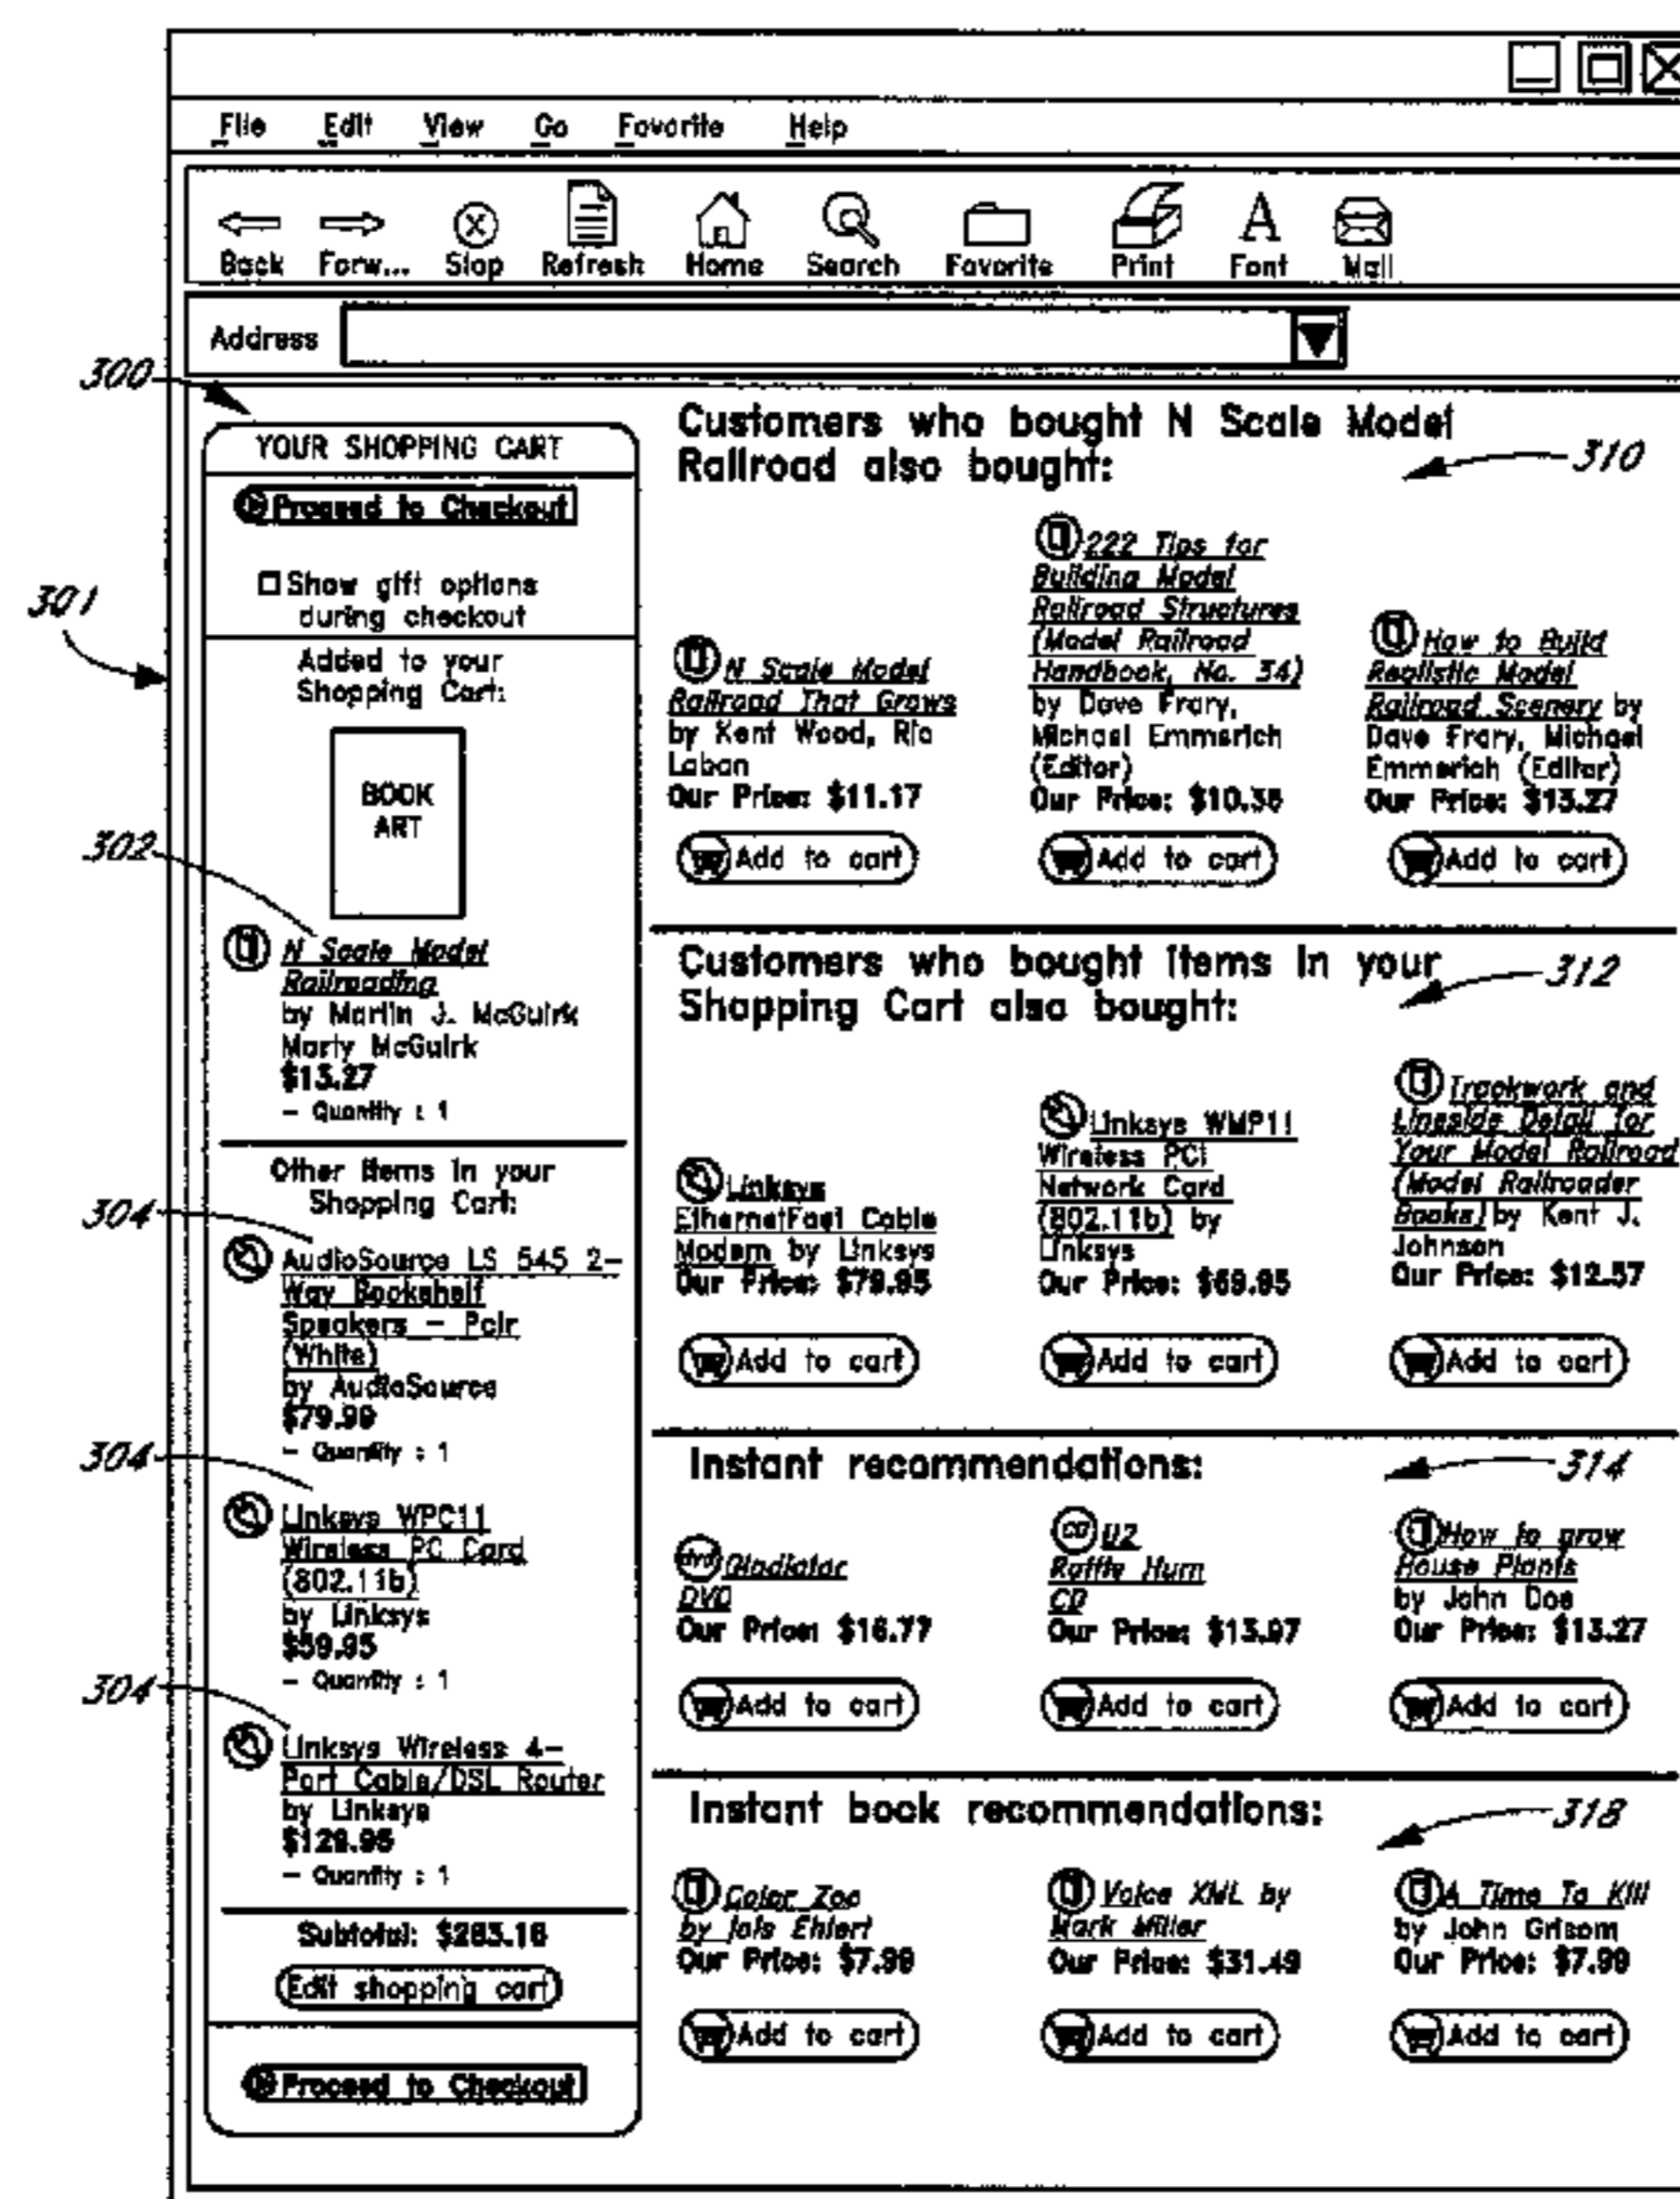 File Edit View Go Favorite Help
Back Forw... Stop Refresh Home Search Favorite Print Font Mail
Address
300
301
YOUR SHOPPING CART
Proceed to Checkout
Show gift options
during checkout
Added to your
Shopping Cart:
BOOK
ART
302
N Scale Model
Railroading
by Martin J. McGuirk
Marty McGuirk
$13.27
- Quantity : 1
Other items in your
Shopping Cart:
304
AudioSource LS 545 2-
Way Bookshelf
Speakers - Pair
(White)
by AudioSource
$79.99
- Quantity : 1
304
Linksys WPC11
Wireless PC Card
(802.11b)
by Linksys
$59.95
- Quantity : 1
304
Linksys Wireless 4-
Port Cable/DSL Router
by Linksys
$129.95
- Quantity : 1
Subtotal: $283.16
Edit shopping cart
Proceed to Checkout
Customers who bought N Scale Model
Railroad also bought:
310
N Scale Model
Railroad That Grows
by Kent Wood, Ric
Laban
Our Price: $11.17
Add to cart
222 Tips for
Building Model
Railroad Structures
(Model Railroad
Handbook, No. 34)
by Dave Frary,
Michael Emmerich
(Editor)
Our Price: $10.36
Add to cart
How to Build
Realistic Model
Railroad Scenery by
Dave Frary, Michael
Emmerich (Editor)
Our Price: $13.27
Add to cart
Customers who bought items in your
Shopping Cart also bought:
312
Linksys
EthernetFast Cable
Modem by Linksys
Our Price: $79.95
Add to cart
Linksys WMP11
Wireless PCI
Network Card
(802.11b) by
Linksys
Our Price: $69.95
Add to cart
Trackwork and
Lineside Detail for
Your Model Railroad
(Model Railroader
Books) by Kent J.
Johnson
Our Price: $12.57
Add to cart
Instant recommendations:
314
dvd Gladiator
DVD
Our Price: $16.77
Add to cart
CD U2
Rattle Hum
CD
Our Price: $13.97
Add to cart
How to grow
House Plants
by John Doe
Our Price: $13.27
Add to cart
Instant book recommendations:
318
Color Zoo
by lois Ehlert
Our Price: $7.99
Add to cart
Voice XML by
Mark Miller
Our Price: $31.49
Add to cart
A Time To Kill
by John Grisom
Our Price: $7.99
Add to cart